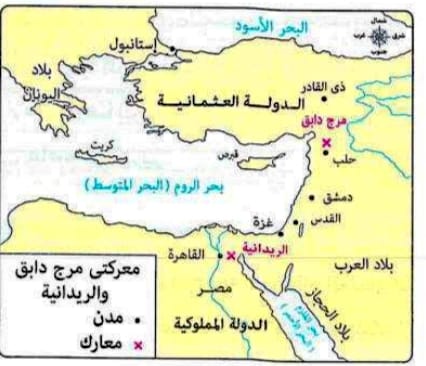 البحر الأسود
شمال
شرق
غرب
جنوب
إستانبول
بلاد
اليونان
ذى القادر
الدولة العثمانية
مرج دابق
حلب
كريت
قبرص
بحر الروم (البحر المتوسط)
دمشق
القدس
غزة
الريدانية
القاهرة
بلاد العرب
مصر
الدولة المملوكية
بلاد الحجاز
بحر القلزم
(البحر الأحمر)
معركتى مرج دابق
والريدانية
مدن
معارك